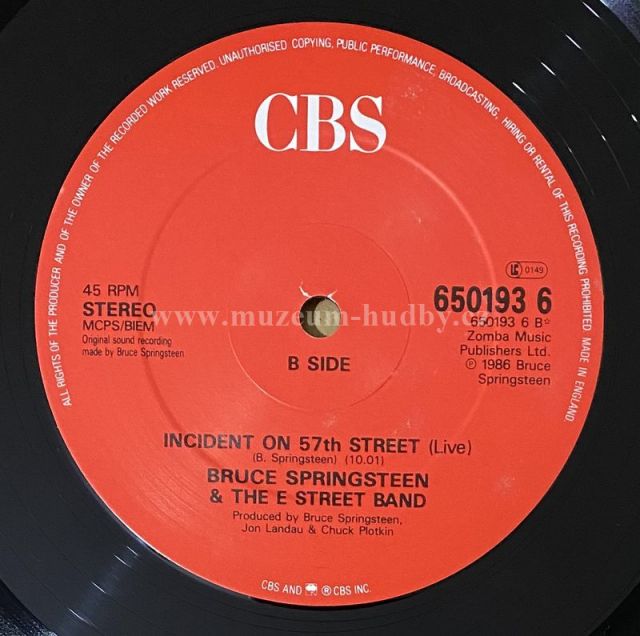 ALL RIGHTS OF THE PRODUCER AND OF THE OWNER OF THE RECORDED WORK RESERVED. UNAUTHORISED COPYING, PUBLIC PERFORMANCE, BROADCASTING, HIRING OR RENTAL OF THIS RECORDING PROHIBITED. MADE IN ENGLAND.
CBS
LC 0149
45 RPM
STEREO
MCPS/BIEM
Original sound recording
made by Bruce Springsteen
650193 6
650193 6 B☆
Zomba Music
Publishers Ltd.
℗ 1986 Bruce
Springsteen
www.muzeum-hudby.cz
B SIDE
INCIDENT ON 57th STREET (Live)
(B. Springsteen) (10.01)
BRUCE SPRINGSTEEN
& THE E STREET BAND
Produced by Bruce Springsteen,
Jon Landau & Chuck Plotkin
CBS AND ® CBS INC.